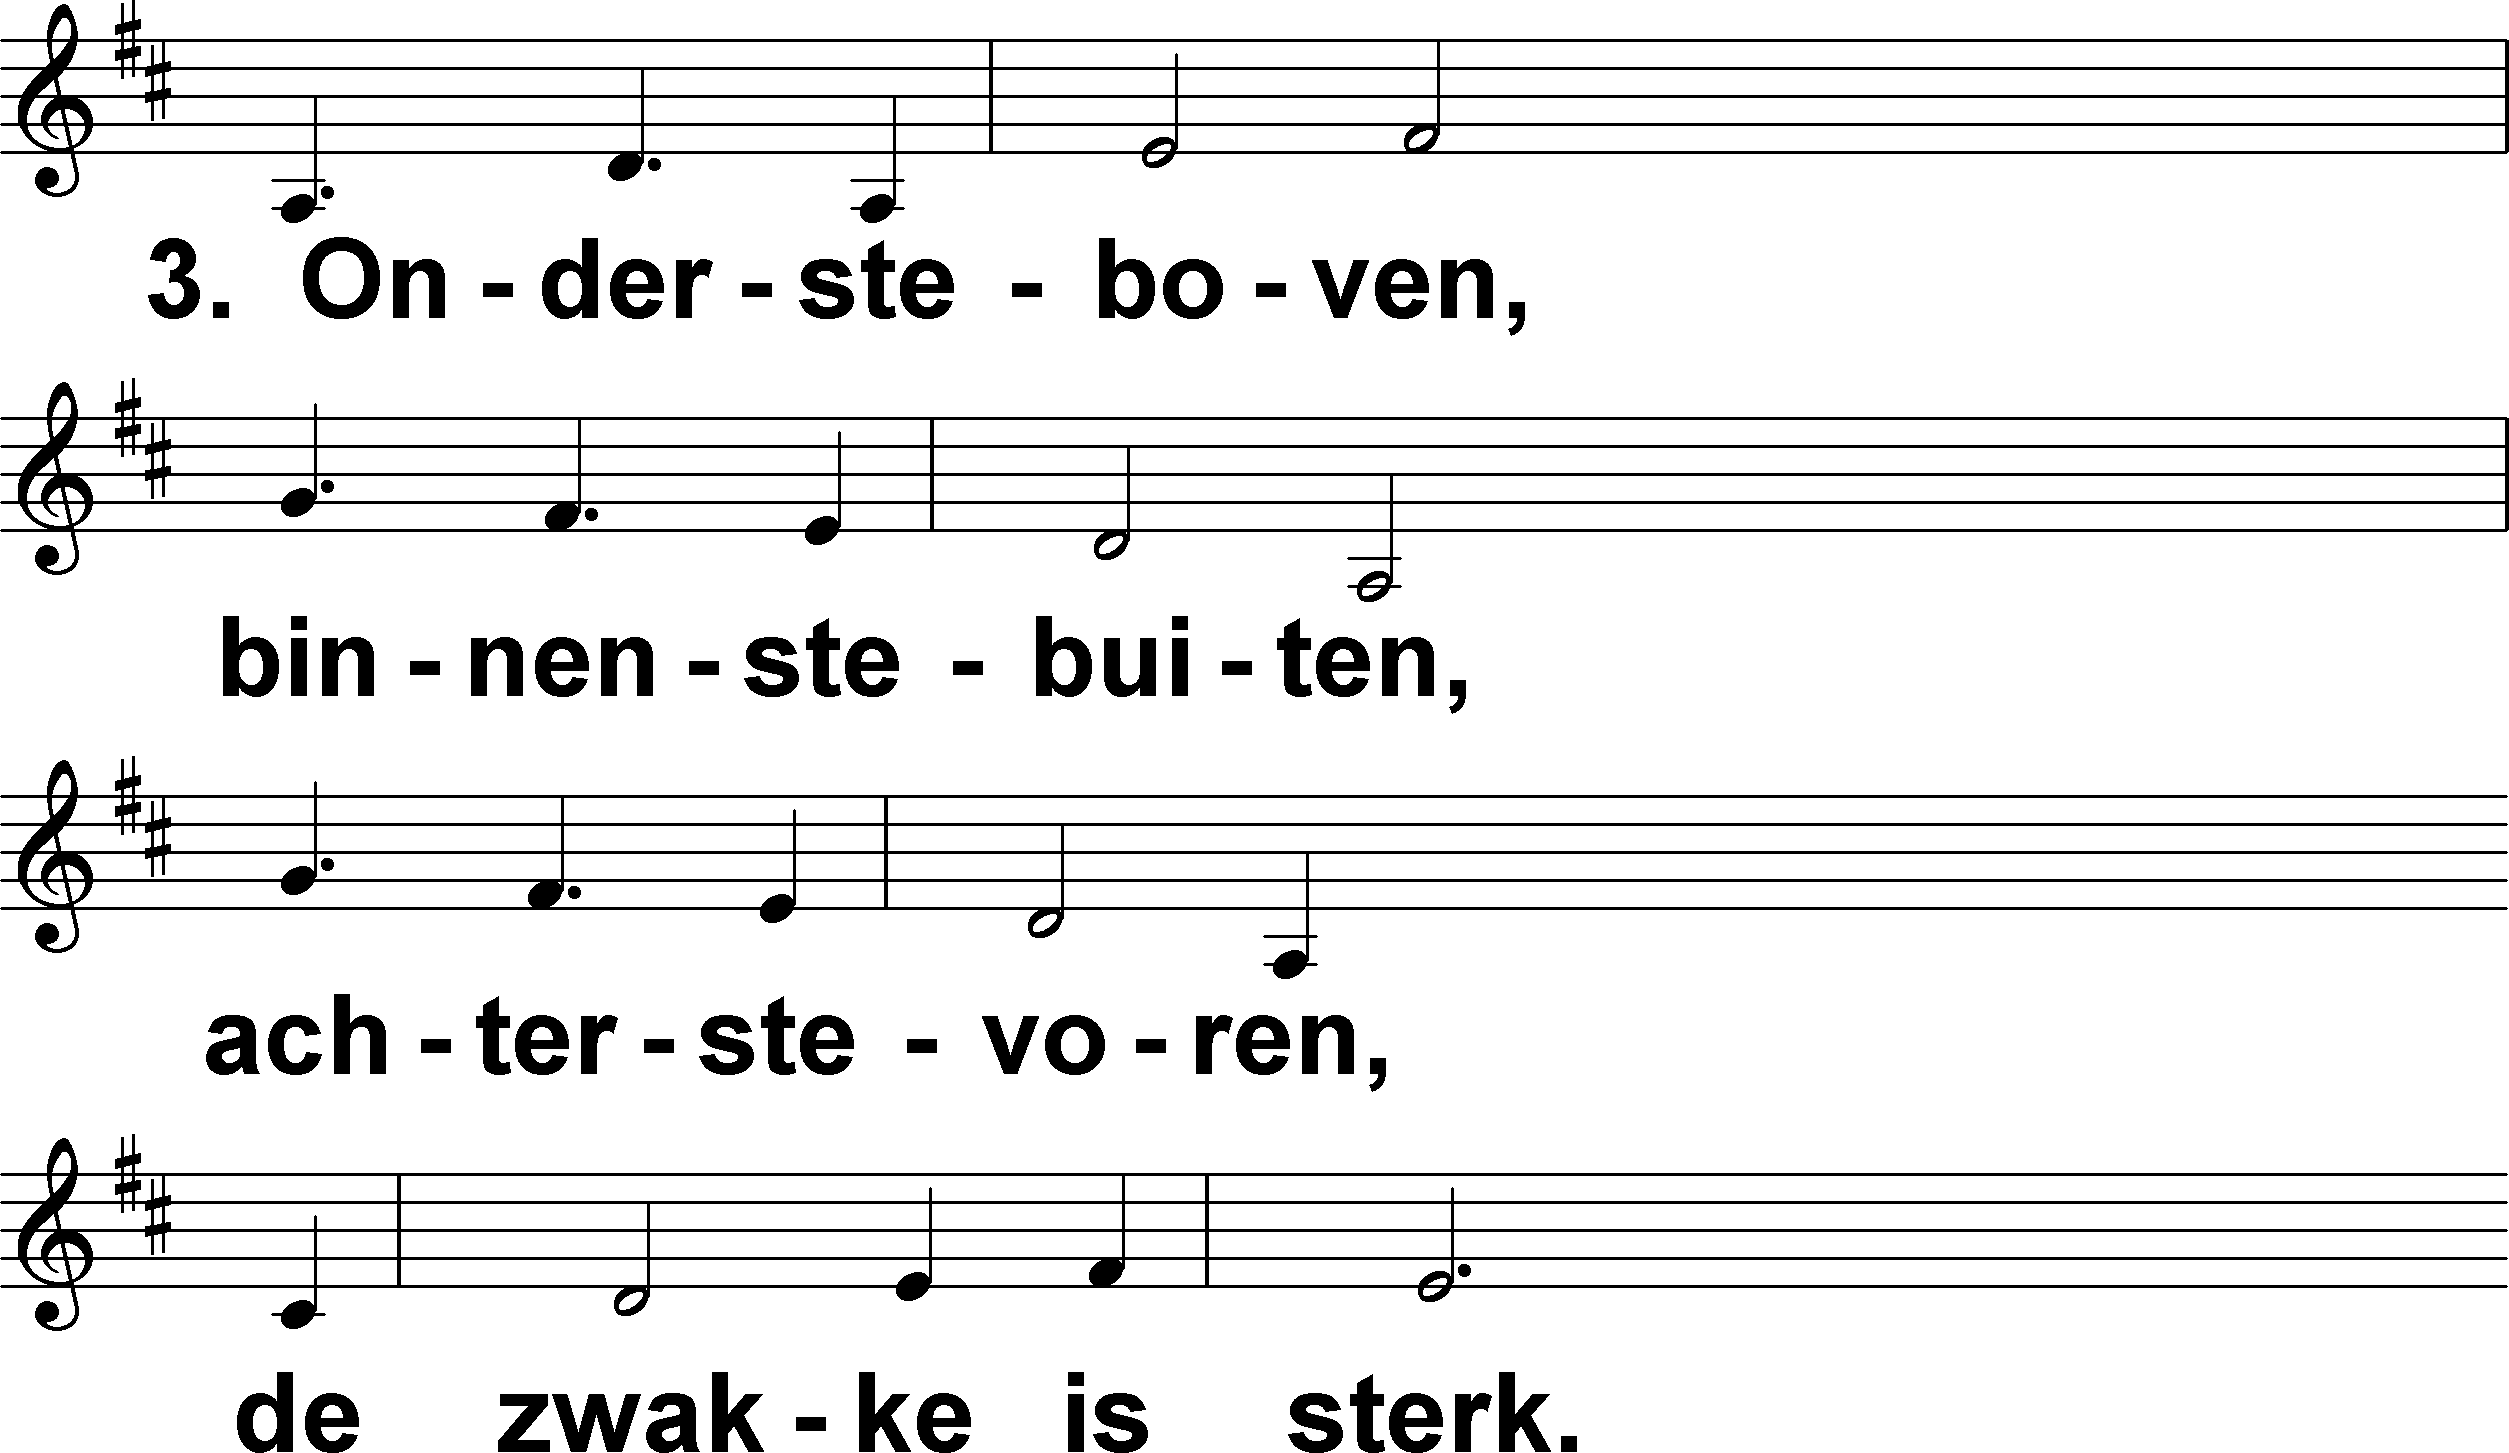 3. On - der - ste - bo - ven,
bin - nen - ste - bui - ten,
ach - ter - ste - vo - ren,
de zwak - ke is sterk.